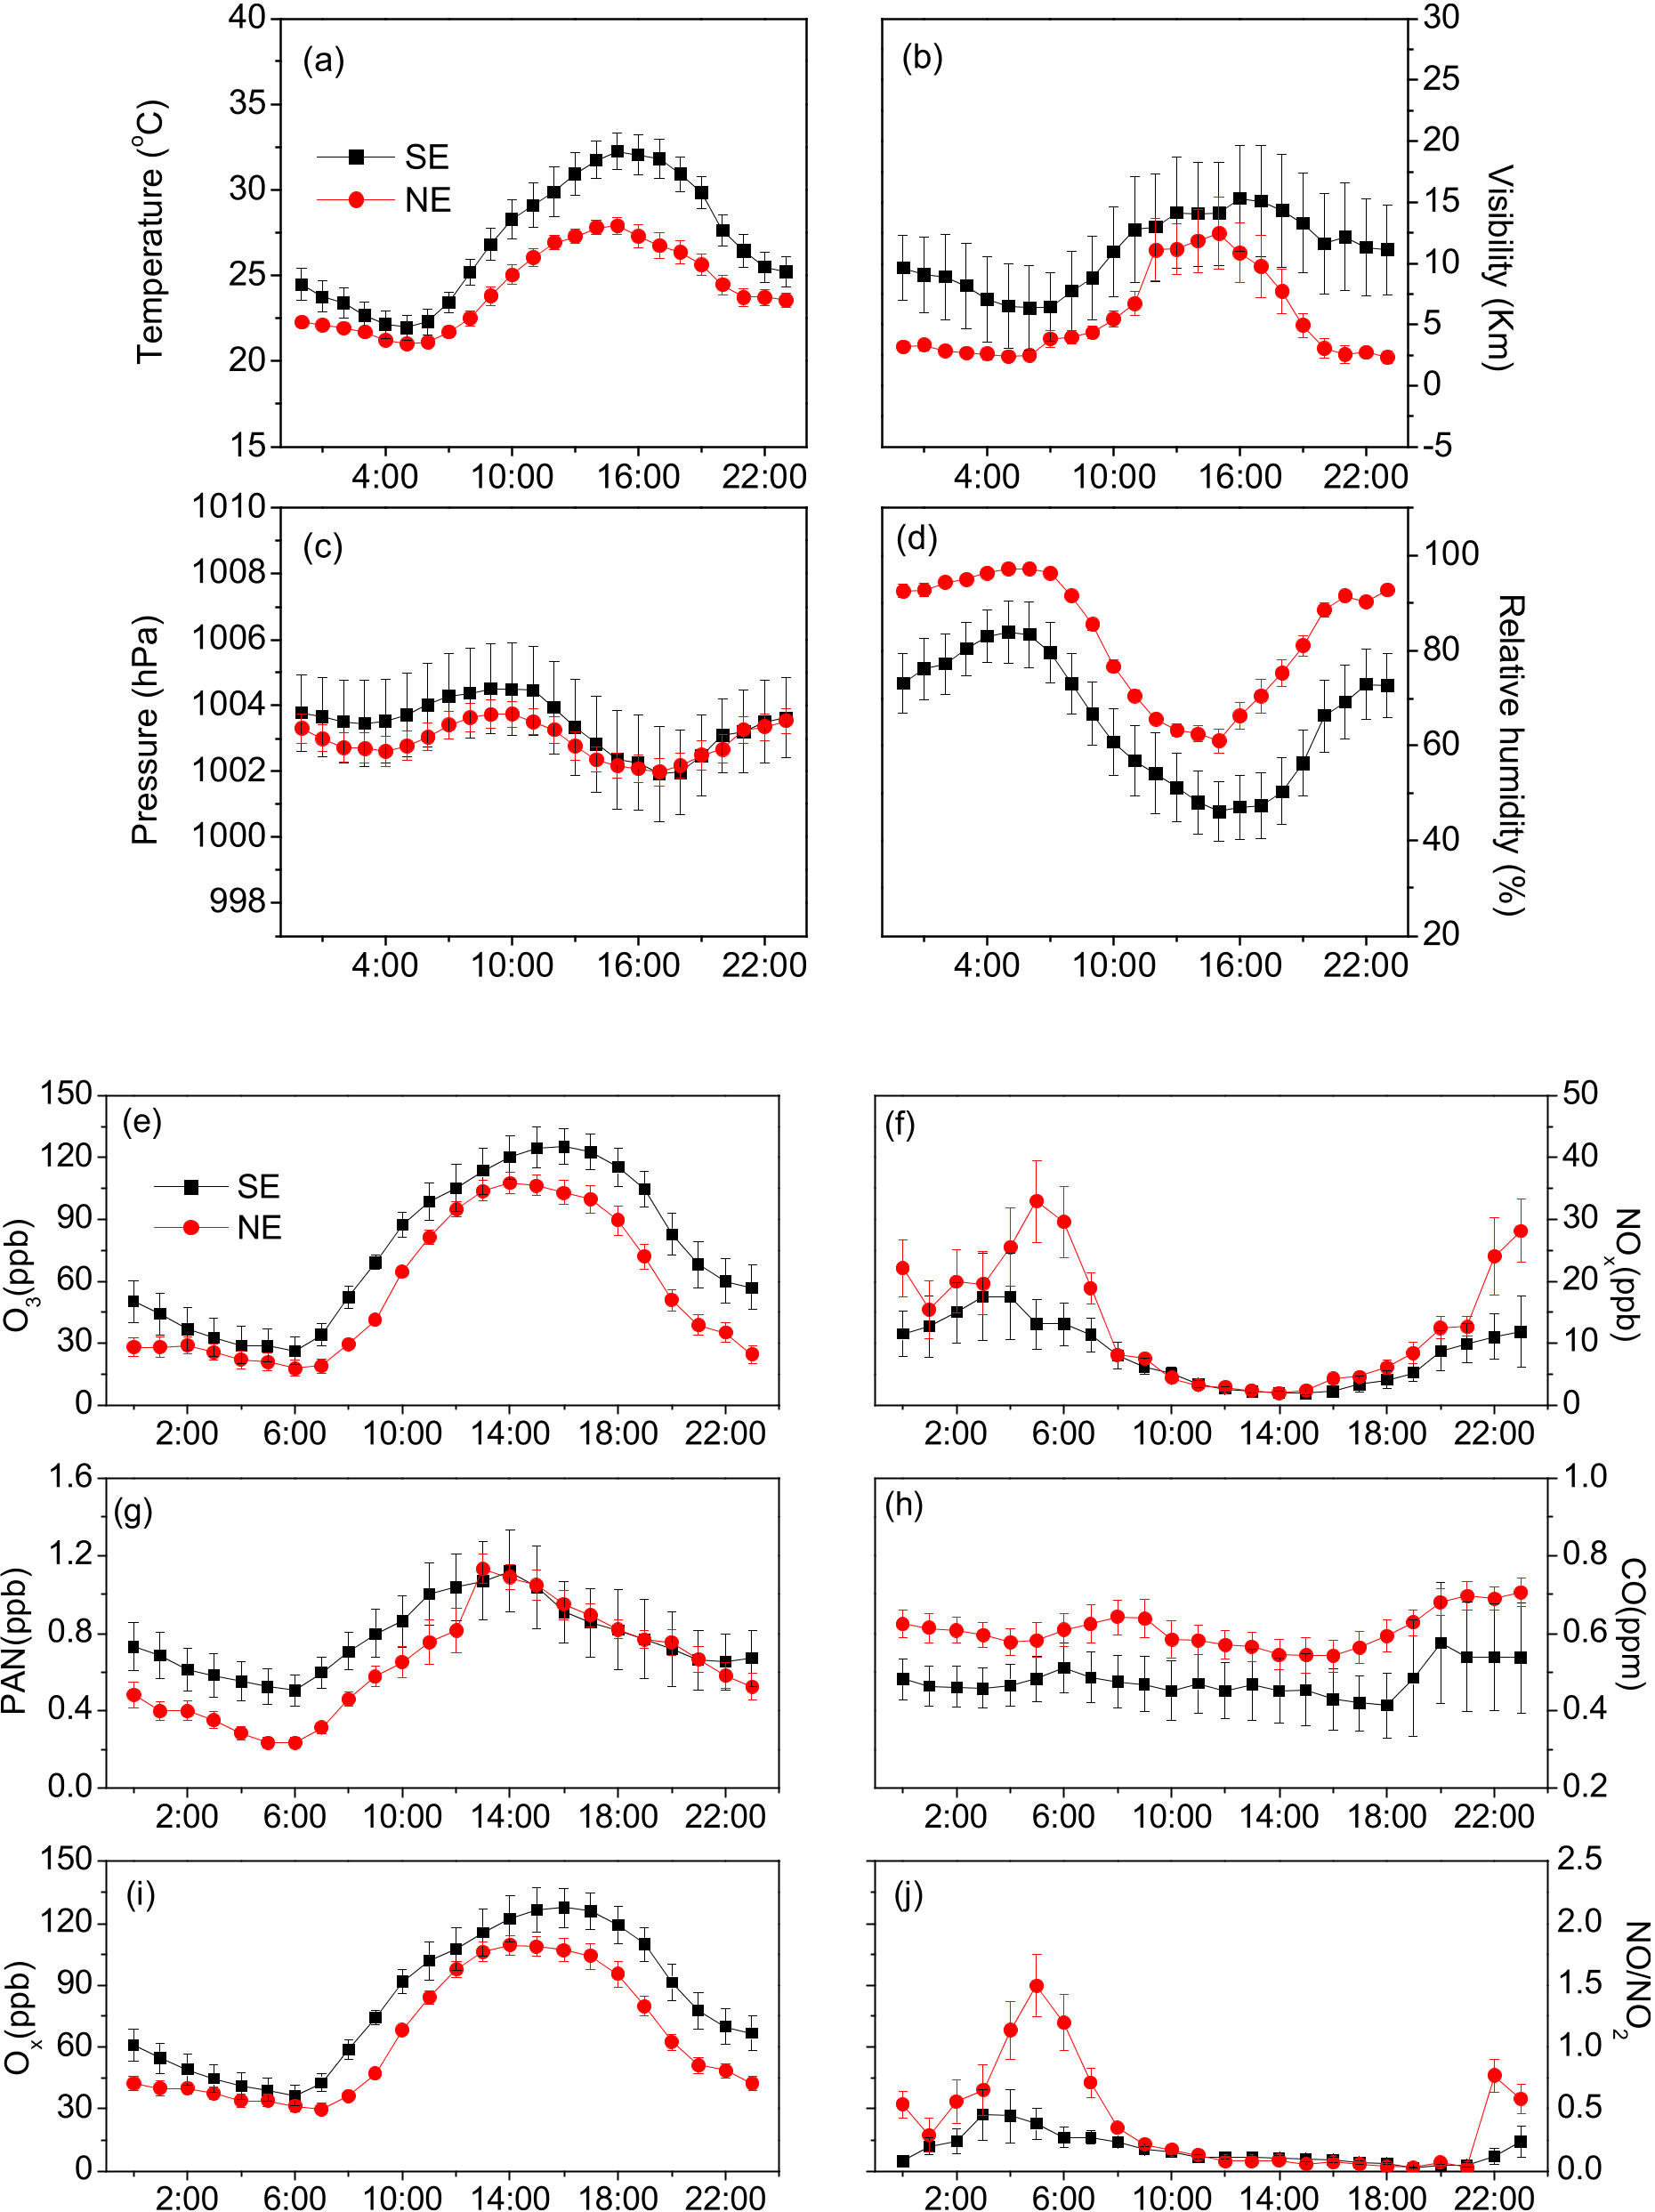 40
35
30
25
20
15
Temperature (°C)
(a)
SE
NE
4:00 10:00 16:00 22:00
(b)
30
25
20
15
10
5
0
-5
Visibility (Km)
4:00 10:00 16:00 22:00
1010
1008
1006
1004
1002
1000
998
Pressure (hPa)
(c)
4:00 10:00 16:00 22:00
(d)
100
80
60
40
20
Relative humidity (%)
4:00 10:00 16:00 22:00
150
120
90
60
30
0
O₃(ppb)
(e)
SE
NE
2:00 6:00 10:00 14:00 18:00 22:00
(f)
50
40
30
20
10
0
NOₓ(ppb)
2:00 6:00 10:00 14:00 18:00 22:00
1.6
1.2
0.8
0.4
0.0
PAN(ppb)
(g)
2:00 6:00 10:00 14:00 18:00 22:00
(h)
1.0
0.8
0.6
0.4
0.2
CO(ppm)
2:00 6:00 10:00 14:00 18:00 22:00
150
120
90
60
30
0
Oₓ(ppb)
(i)
2:00 6:00 10:00 14:00 18:00 22:00
(j)
2.5
2.0
1.5
1.0
0.5
0.0
NO/NO₂
2:00 6:00 10:00 14:00 18:00 22:00